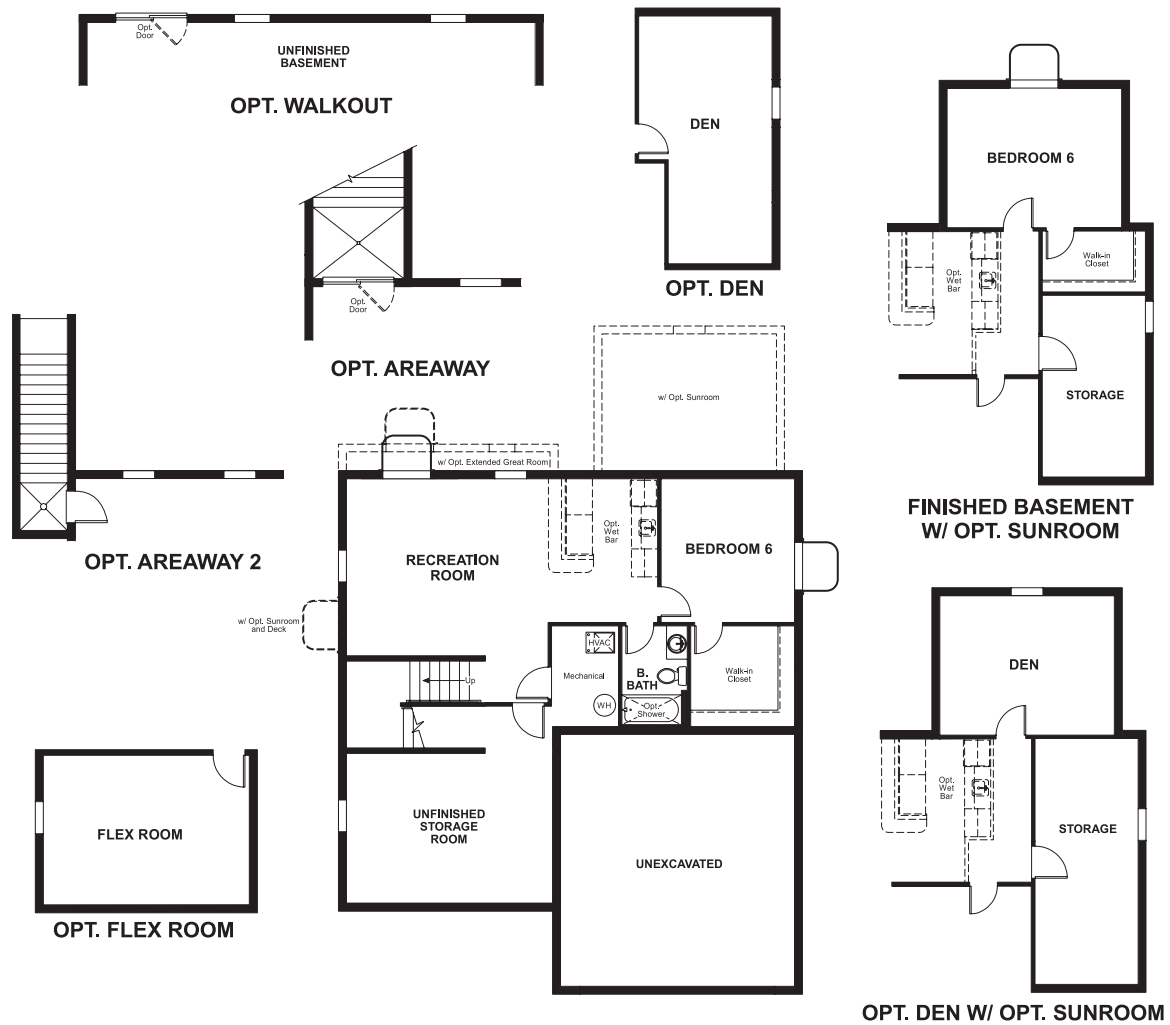 Opt.
Door
UNFINISHED
BASEMENT
OPT. WALKOUT
DEN
OPT. DEN
BEDROOM 6
Walk-in
Closet
Opt.
Wet
Bar
STORAGE
FINISHED BASEMENT
W/ OPT. SUNROOM
Opt.
Door
OPT. AREAWAY
OPT. AREAWAY 2
w/ Opt. Sunroom
w/ Opt. Extended Great Room
RECREATION
ROOM
Opt.
Wet
Bar
BEDROOM 6
w/ Opt. Sunroom
and Deck
HVAC
Mechanical
WH
Up
B.
BATH
Opt.
Shower
Walk-in
Closet
UNFINISHED
STORAGE
ROOM
UNEXCAVATED
FLEX ROOM
OPT. FLEX ROOM
DEN
Opt.
Wet
Bar
STORAGE
OPT. DEN W/ OPT. SUNROOM